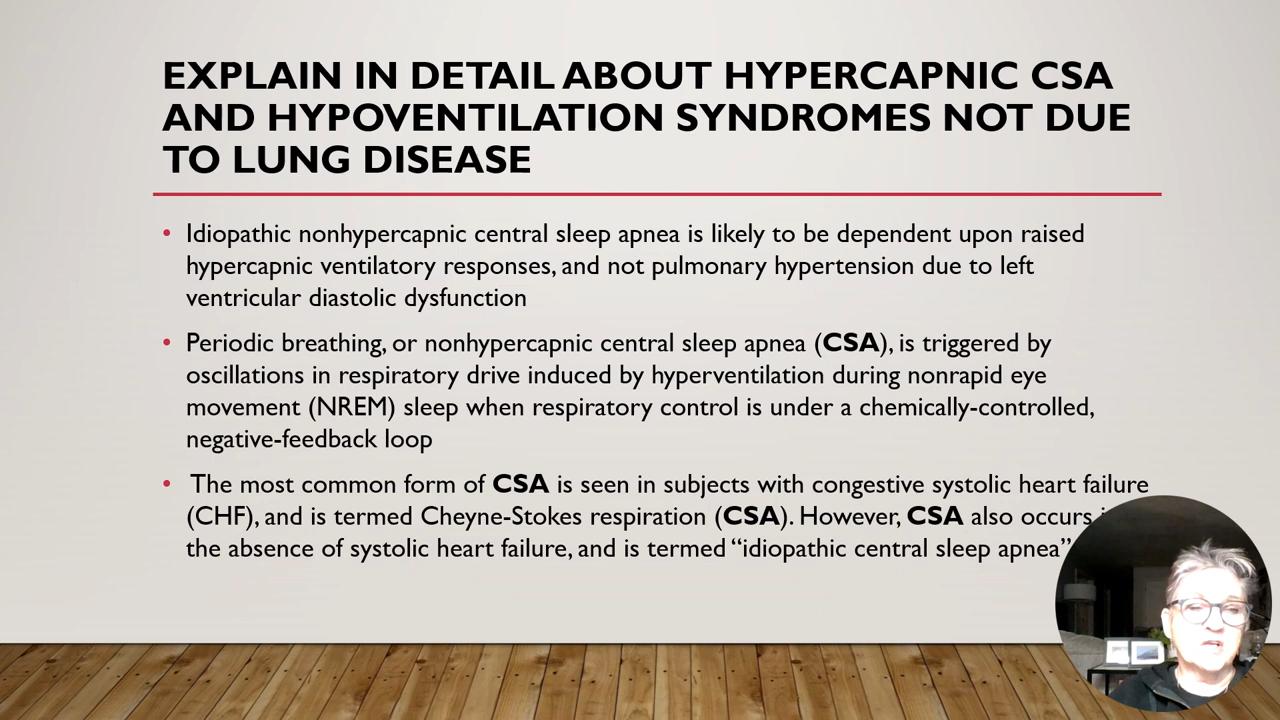 EXPLAIN IN DETAIL ABOUT HYPERCAPNIC CSA
AND HYPOVENTILATION SYNDROMES NOT DUE
TO LUNG DISEASE
• Idiopathic nonhypercapnic central sleep apnea is likely to be dependent upon raised
hypercapnic ventilatory responses, and not pulmonary hypertension due to left
ventricular diastolic dysfunction
• Periodic breathing, or nonhypercapnic central sleep apnea (CSA), is triggered by
oscillations in respiratory drive induced by hyperventilation during nonrapid eye
movement (NREM) sleep when respiratory control is under a chemically-controlled,
negative-feedback loop
• The most common form of CSA is seen in subjects with congestive systolic heart failure
(CHF), and is termed Cheyne-Stokes respiration (CSA). However, CSA also occurs
the absence of systolic heart failure, and is termed “idiopathic central sleep apnea”